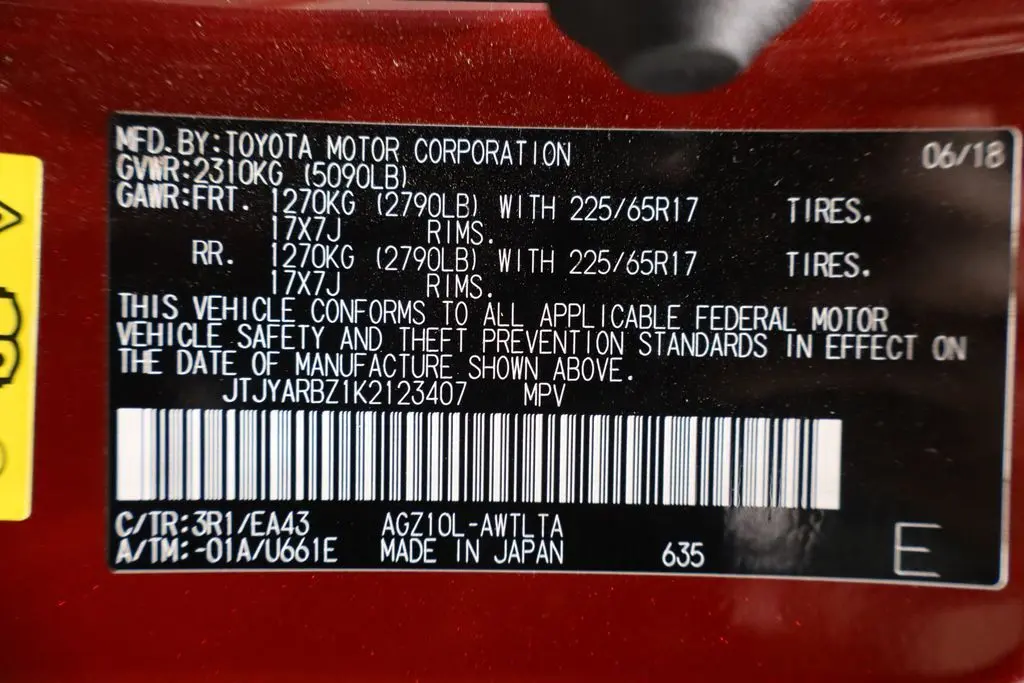 MFD. BY: TOYOTA MOTOR CORPORATION 06/18
GVWR: 2310KG (5090LB)
GAWR: FRT. 1270KG (2790LB) WITH 225/65R17 TIRES.
17X7J RIMS.
RR. 1270KG (2790LB) WITH 225/65R17 TIRES.
17X7J RIMS.
THIS VEHICLE CONFORMS TO ALL APPLICABLE FEDERAL MOTOR
VEHICLE SAFETY AND THEFT PREVENTION STANDARDS IN EFFECT ON
THE DATE OF MANUFACTURE SHOWN ABOVE.
JTJYARBZ1K2123407 MPV
C/TR: 3R1/EA43 AGZ10L-AWTLTA
A/TM: -01A/U661E MADE IN JAPAN 635 E